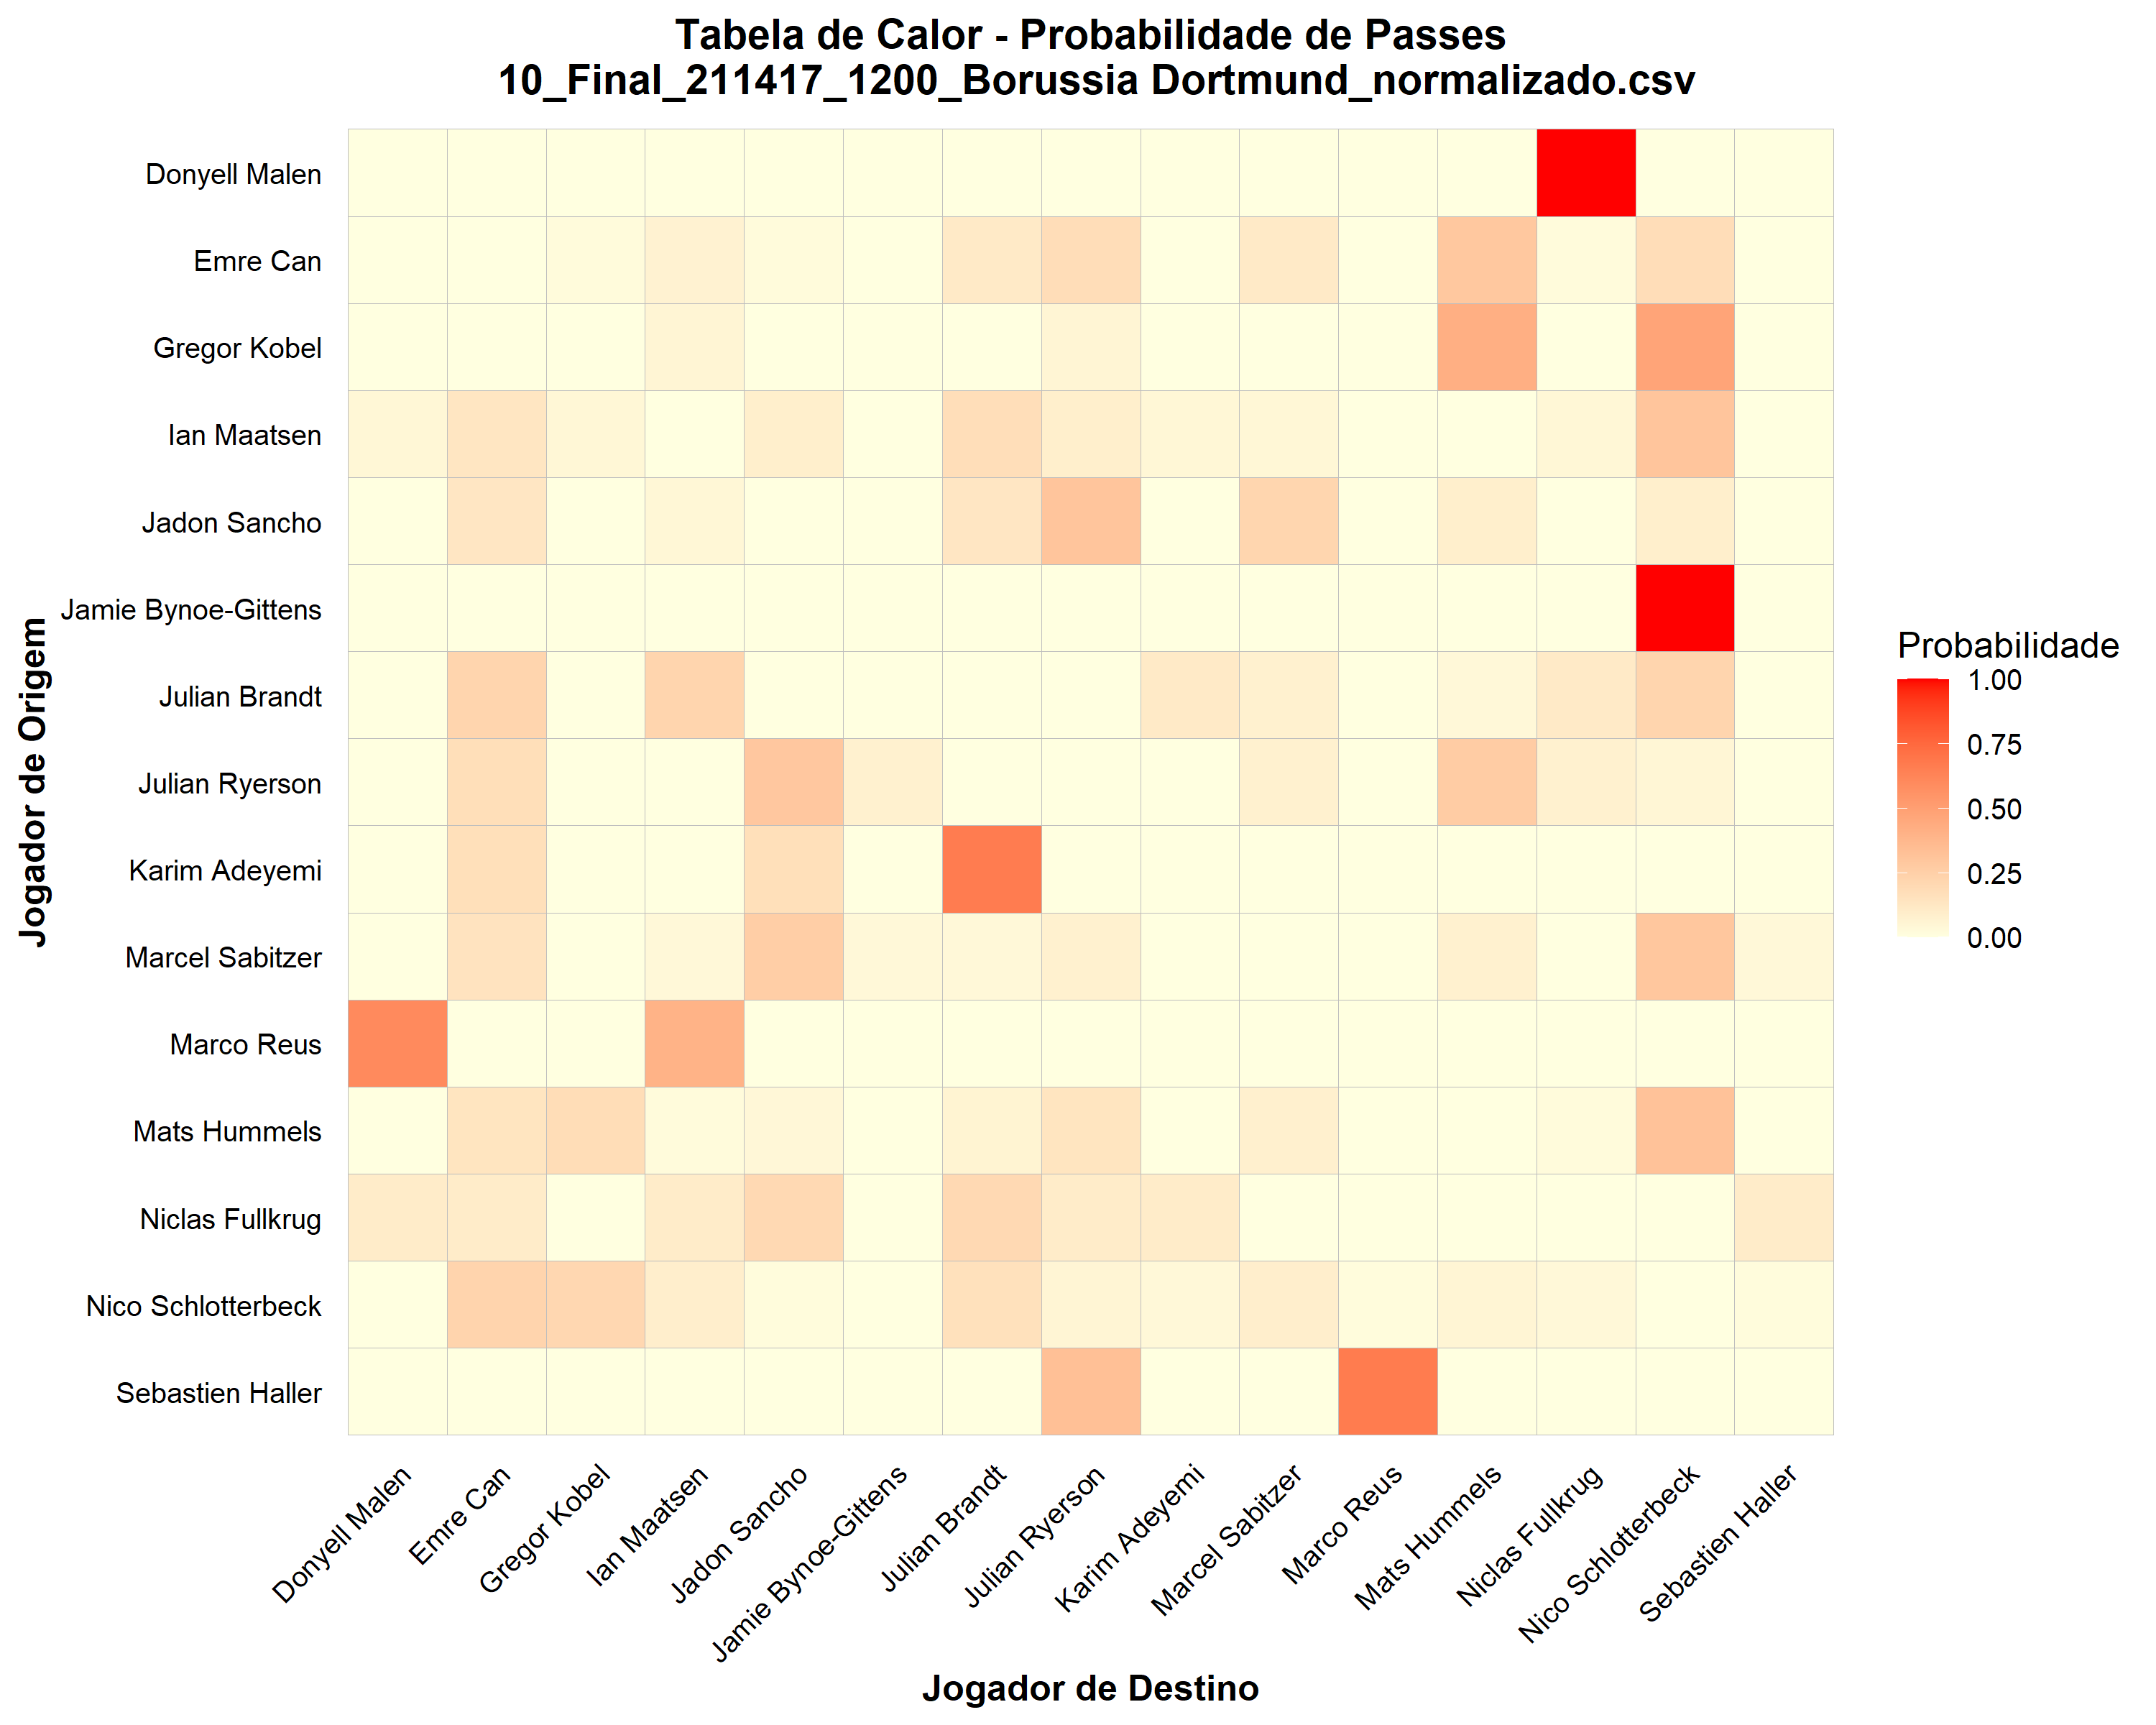 Tabela de Calor - Probabilidade de Passes
10_Final_211417_1200_Borussia Dortmund_normalizado.csv
Jogador de Origem
Donyell Malen
Emre Can
Gregor Kobel
Ian Maatsen
Jadon Sancho
Jamie Bynoe-Gittens
Julian Brandt
Julian Ryerson
Karim Adeyemi
Marcel Sabitzer
Marco Reus
Mats Hummels
Niclas Fullkrug
Nico Schlotterbeck
Sebastien Haller
Donyell Malen
Emre Can
Gregor Kobel
Ian Maatsen
Jadon Sancho
Jamie Bynoe-Gittens
Julian Brandt
Julian Ryerson
Karim Adeyemi
Marcel Sabitzer
Marco Reus
Mats Hummels
Niclas Fullkrug
Nico Schlotterbeck
Sebastien Haller
Jogador de Destino
Probabilidade
1.00
0.75
0.50
0.25
0.00